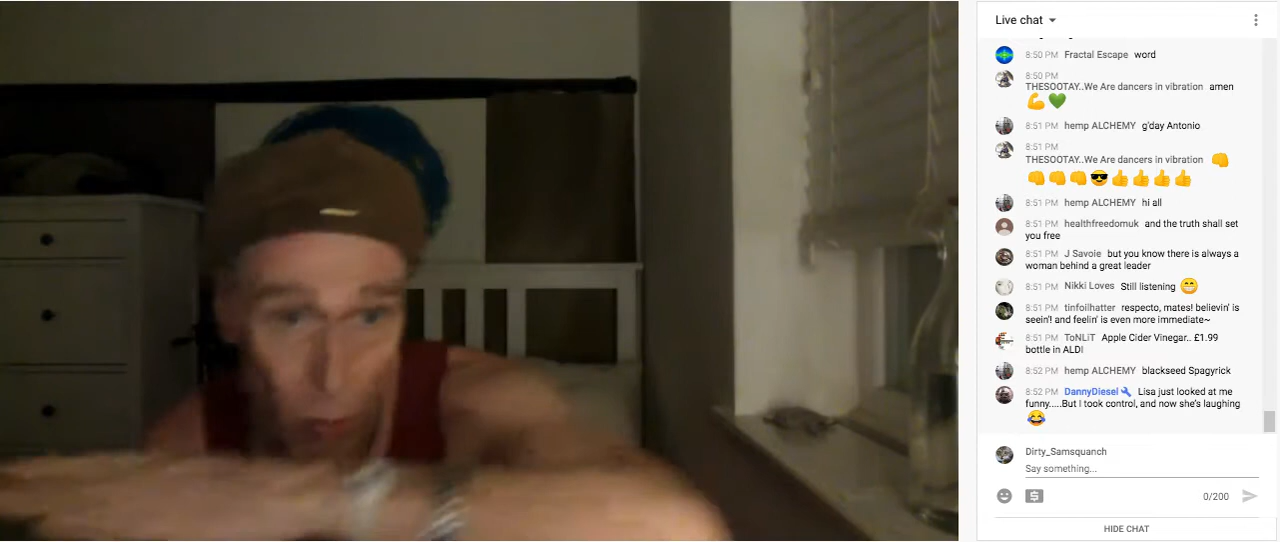 Live chat
8:50 PM Fractal Escape word
8:50 PM
THESOOTAY..We Are dancers in vibration amen
💪💚
8:51 PM hemp ALCHEMY g'day Antonio
8:51 PM
THESOOTAY..We Are dancers in vibration 👊
👊👊👊😎👍👍👍👍
8:51 PM hemp ALCHEMY hi all
8:51 PM healthfreedomuk and the truth shall set
you free
8:51 PM J Savoie but you know there is always a
woman behind a great leader
8:51 PM Nikki Loves Still listening 😁
8:51 PM tinfoilhatter respecto, mates! believin' is
seein'! and feelin' is even more immediate~
8:51 PM ToNLiT Apple Cider Vinegar.. £1.99
bottle in ALDI
8:52 PM hemp ALCHEMY blackseed Spagyrick
8:52 PM DannyDiesel 🔧 Lisa just looked at me
funny.....But I took control, and now she's laughing
😂
Dirty_Samsquanch
Say something...
0/200
HIDE CHAT